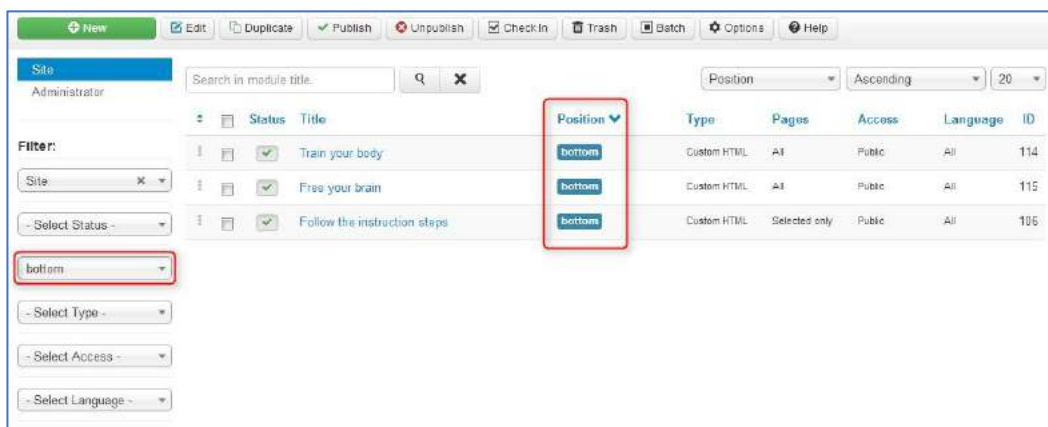 New Edit Duplicate Publish Unpublish Check In Trash Batch Options Help
Site
Administrator
Search in module title.
Position Ascending 20
Status Title Position Type Pages Access Language ID
Filter:
Site
- Select Status -
bottom
- Select Type -
- Select Access -
- Select Language -
Train your body bottom Custom HTML All Public All 114
Free your brain bottom Custom HTML All Public All 115
Follow the instruction steps bottom Custom HTML Selected only Public All 106